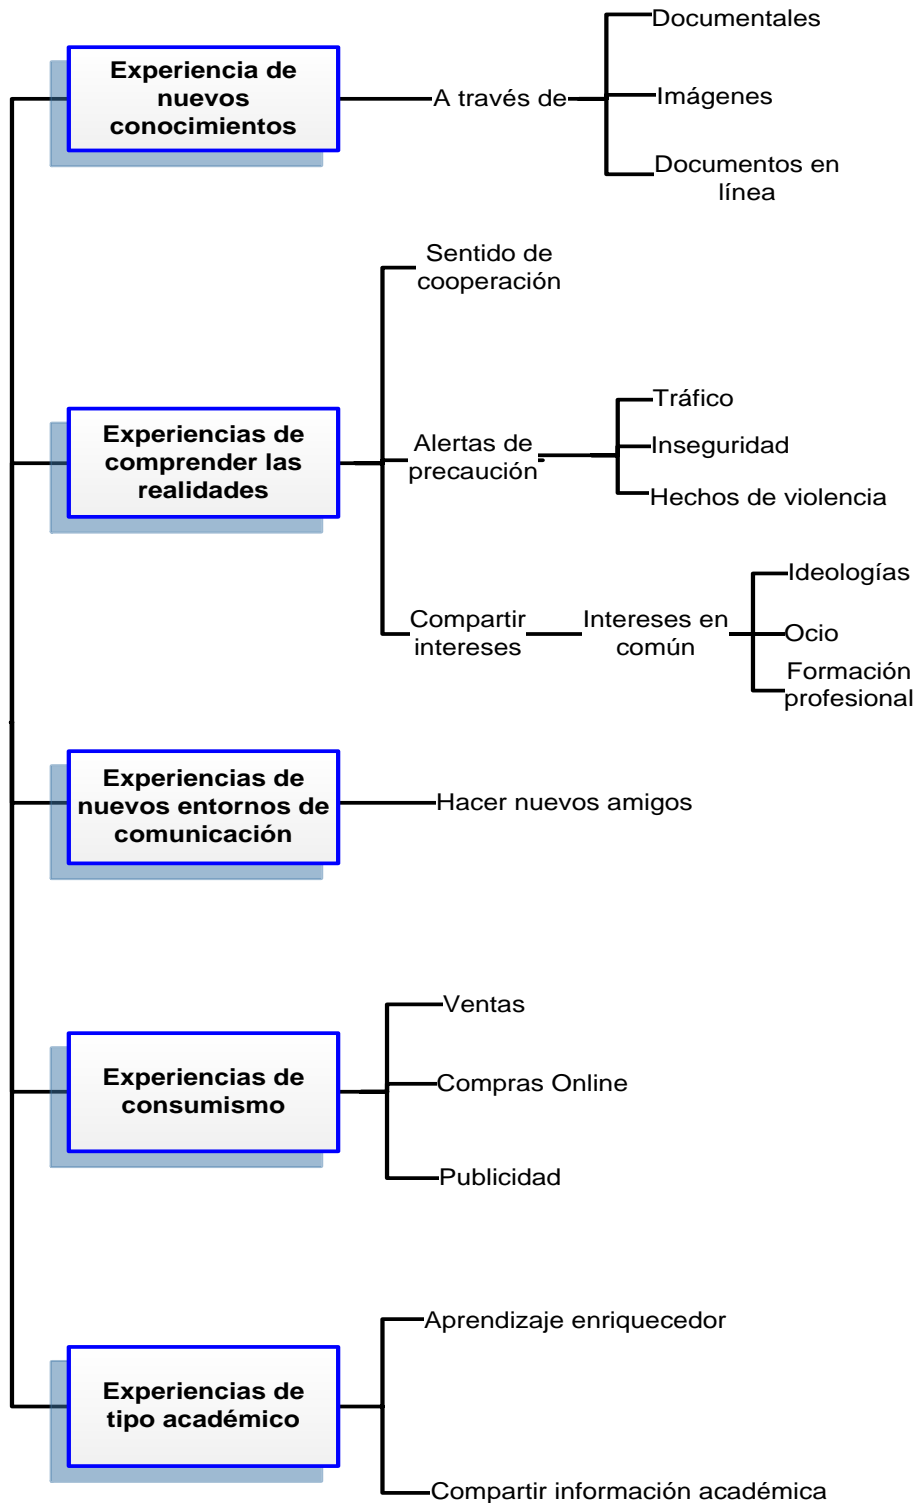 Experiencia de
nuevos
conocimientos
A través de
Documentales
Imágenes
Documentos en
línea
Experiencias de
comprender las
realidades
Sentido de
cooperación
Alertas de
precaución
Tráfico
Inseguridad
Hechos de violencia
Compartir
intereses
Intereses en
común
Ideologías
Ocio
Formación
profesional
Experiencias de
nuevos entornos de
comunicación
Hacer nuevos amigos
Experiencias de
consumismo
Ventas
Compras Online
Publicidad
Experiencias de
tipo académico
Aprendizaje enriquecedor
Compartir información académica